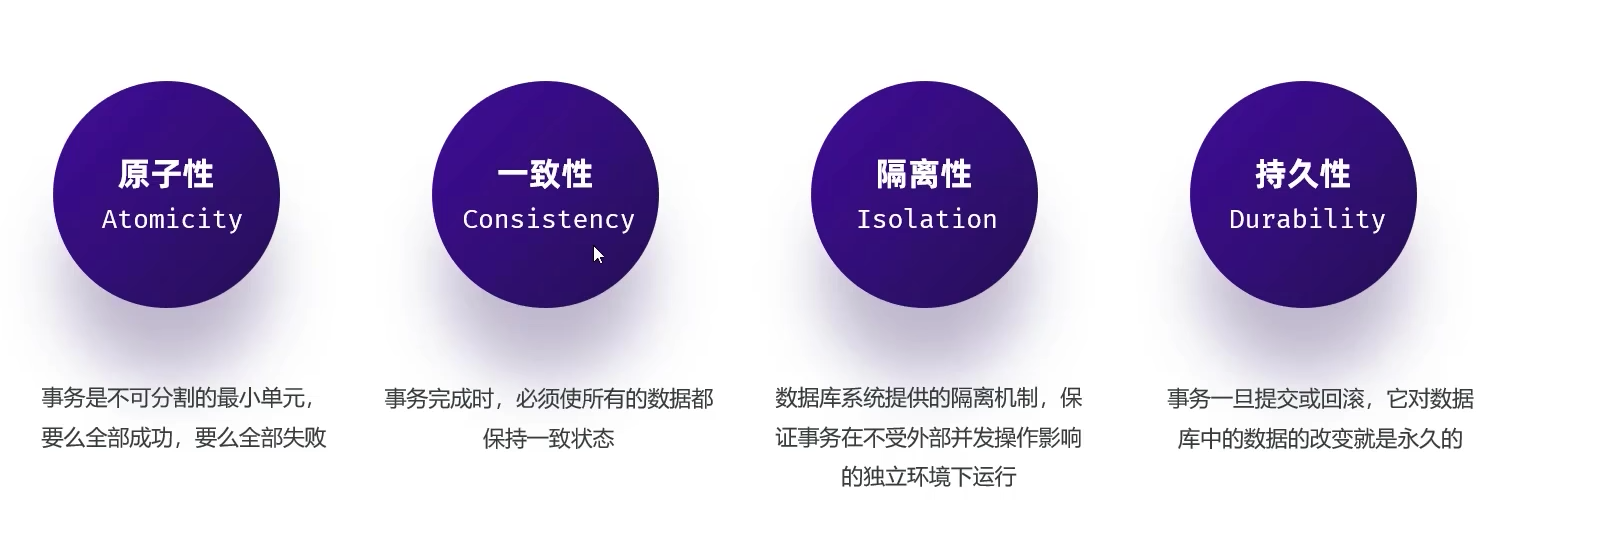 原子性
Atomicity
事务是不可分割的最小单元，
要么全部成功，要么全部失败
一致性
Consistency
事务完成时，必须使所有的数据都
保持一致状态
隔离性
Isolation
数据库系统提供的隔离机制，保
证事务在不受外部并发操作影响
的独立环境下运行
持久性
Durability
事务一旦提交或回滚，它对数据
库中的数据的改变就是永久的